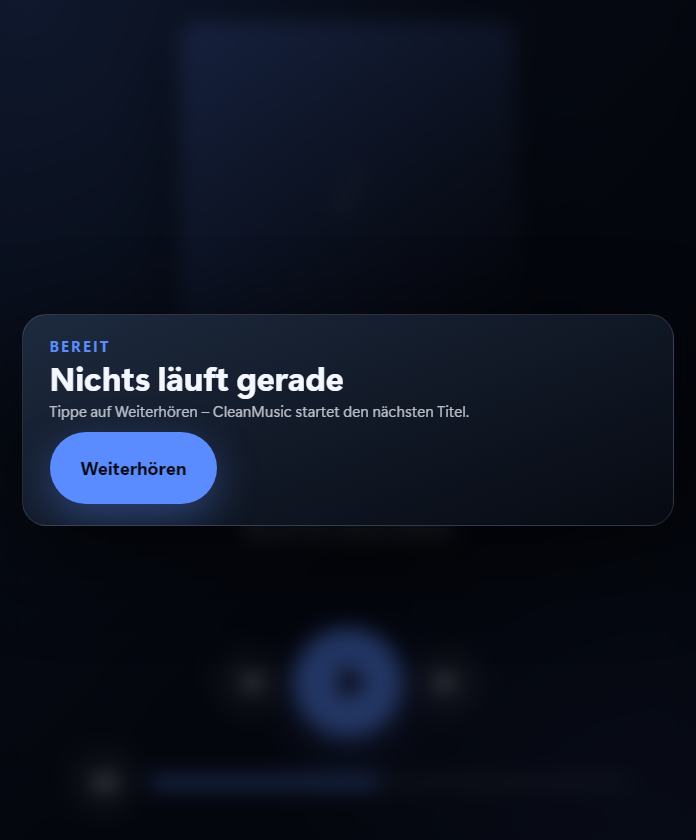 BEREIT
Nichts läuft gerade
Tippe auf Weiterhören – CleanMusic startet den nächsten Titel.
Weiterhören